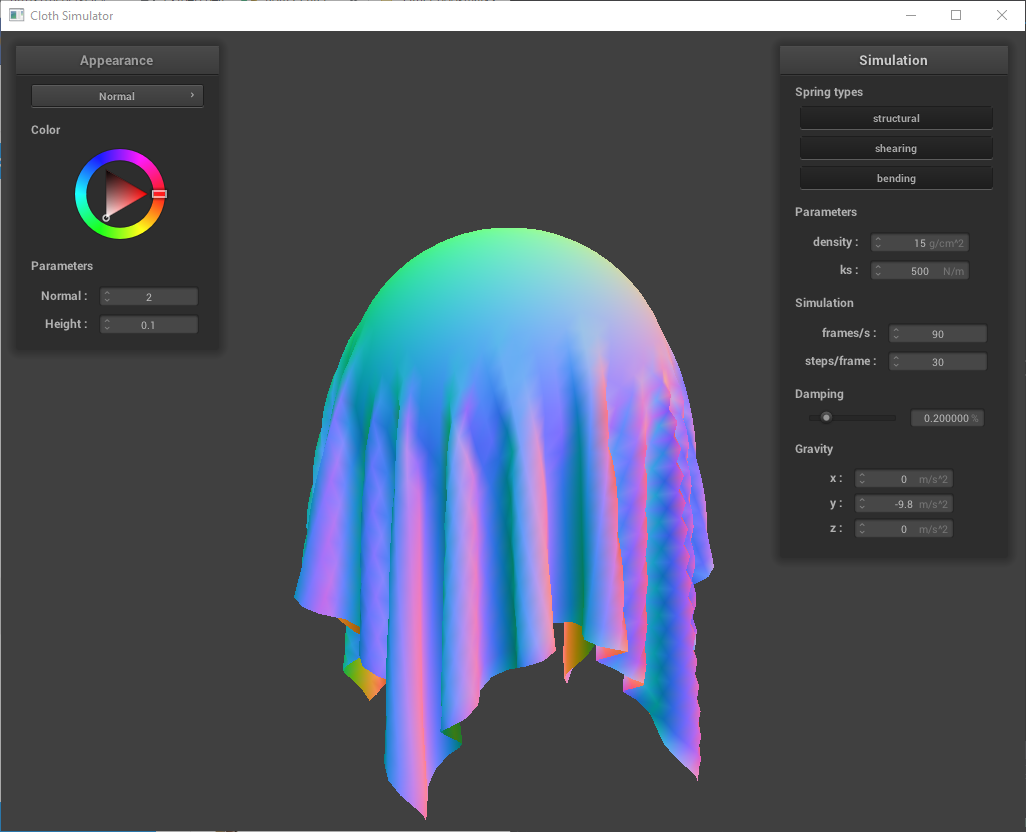 Cloth Simulator
Appearance
Normal
Color
Parameters
Normal : 2
Height : 0.1
Simulation
Spring types
structural
shearing
bending
Parameters
density : 15 g/cm^2
ks : 500 N/m
Simulation
frames/s : 90
steps/frame : 30
Damping
0.200000 %
Gravity
x : 0 m/s^2
y : -9.8 m/s^2
z : 0 m/s^2